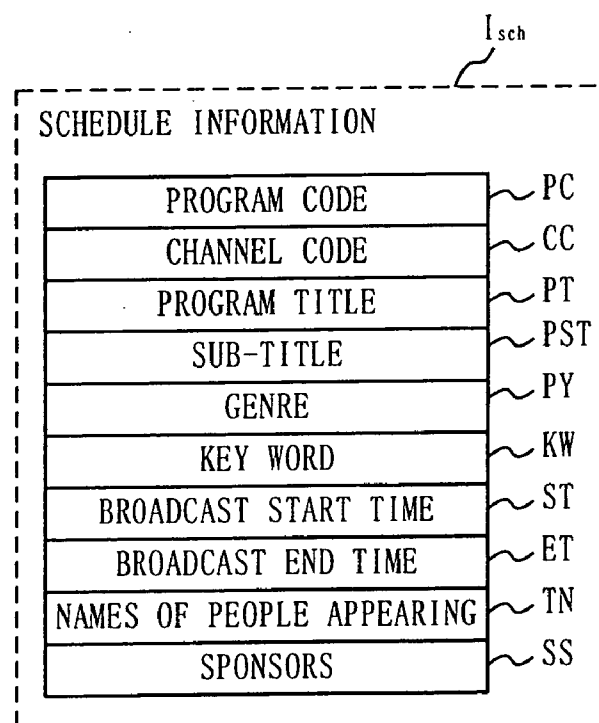 I sch
SCHEDULE INFORMATION
PROGRAM CODE PC
CHANNEL CODE CC
PROGRAM TITLE PT
SUB-TITLE PST
GENRE PY
KEY WORD KW
BROADCAST START TIME ST
BROADCAST END TIME ET
NAMES OF PEOPLE APPEARING TN
SPONSORS SS